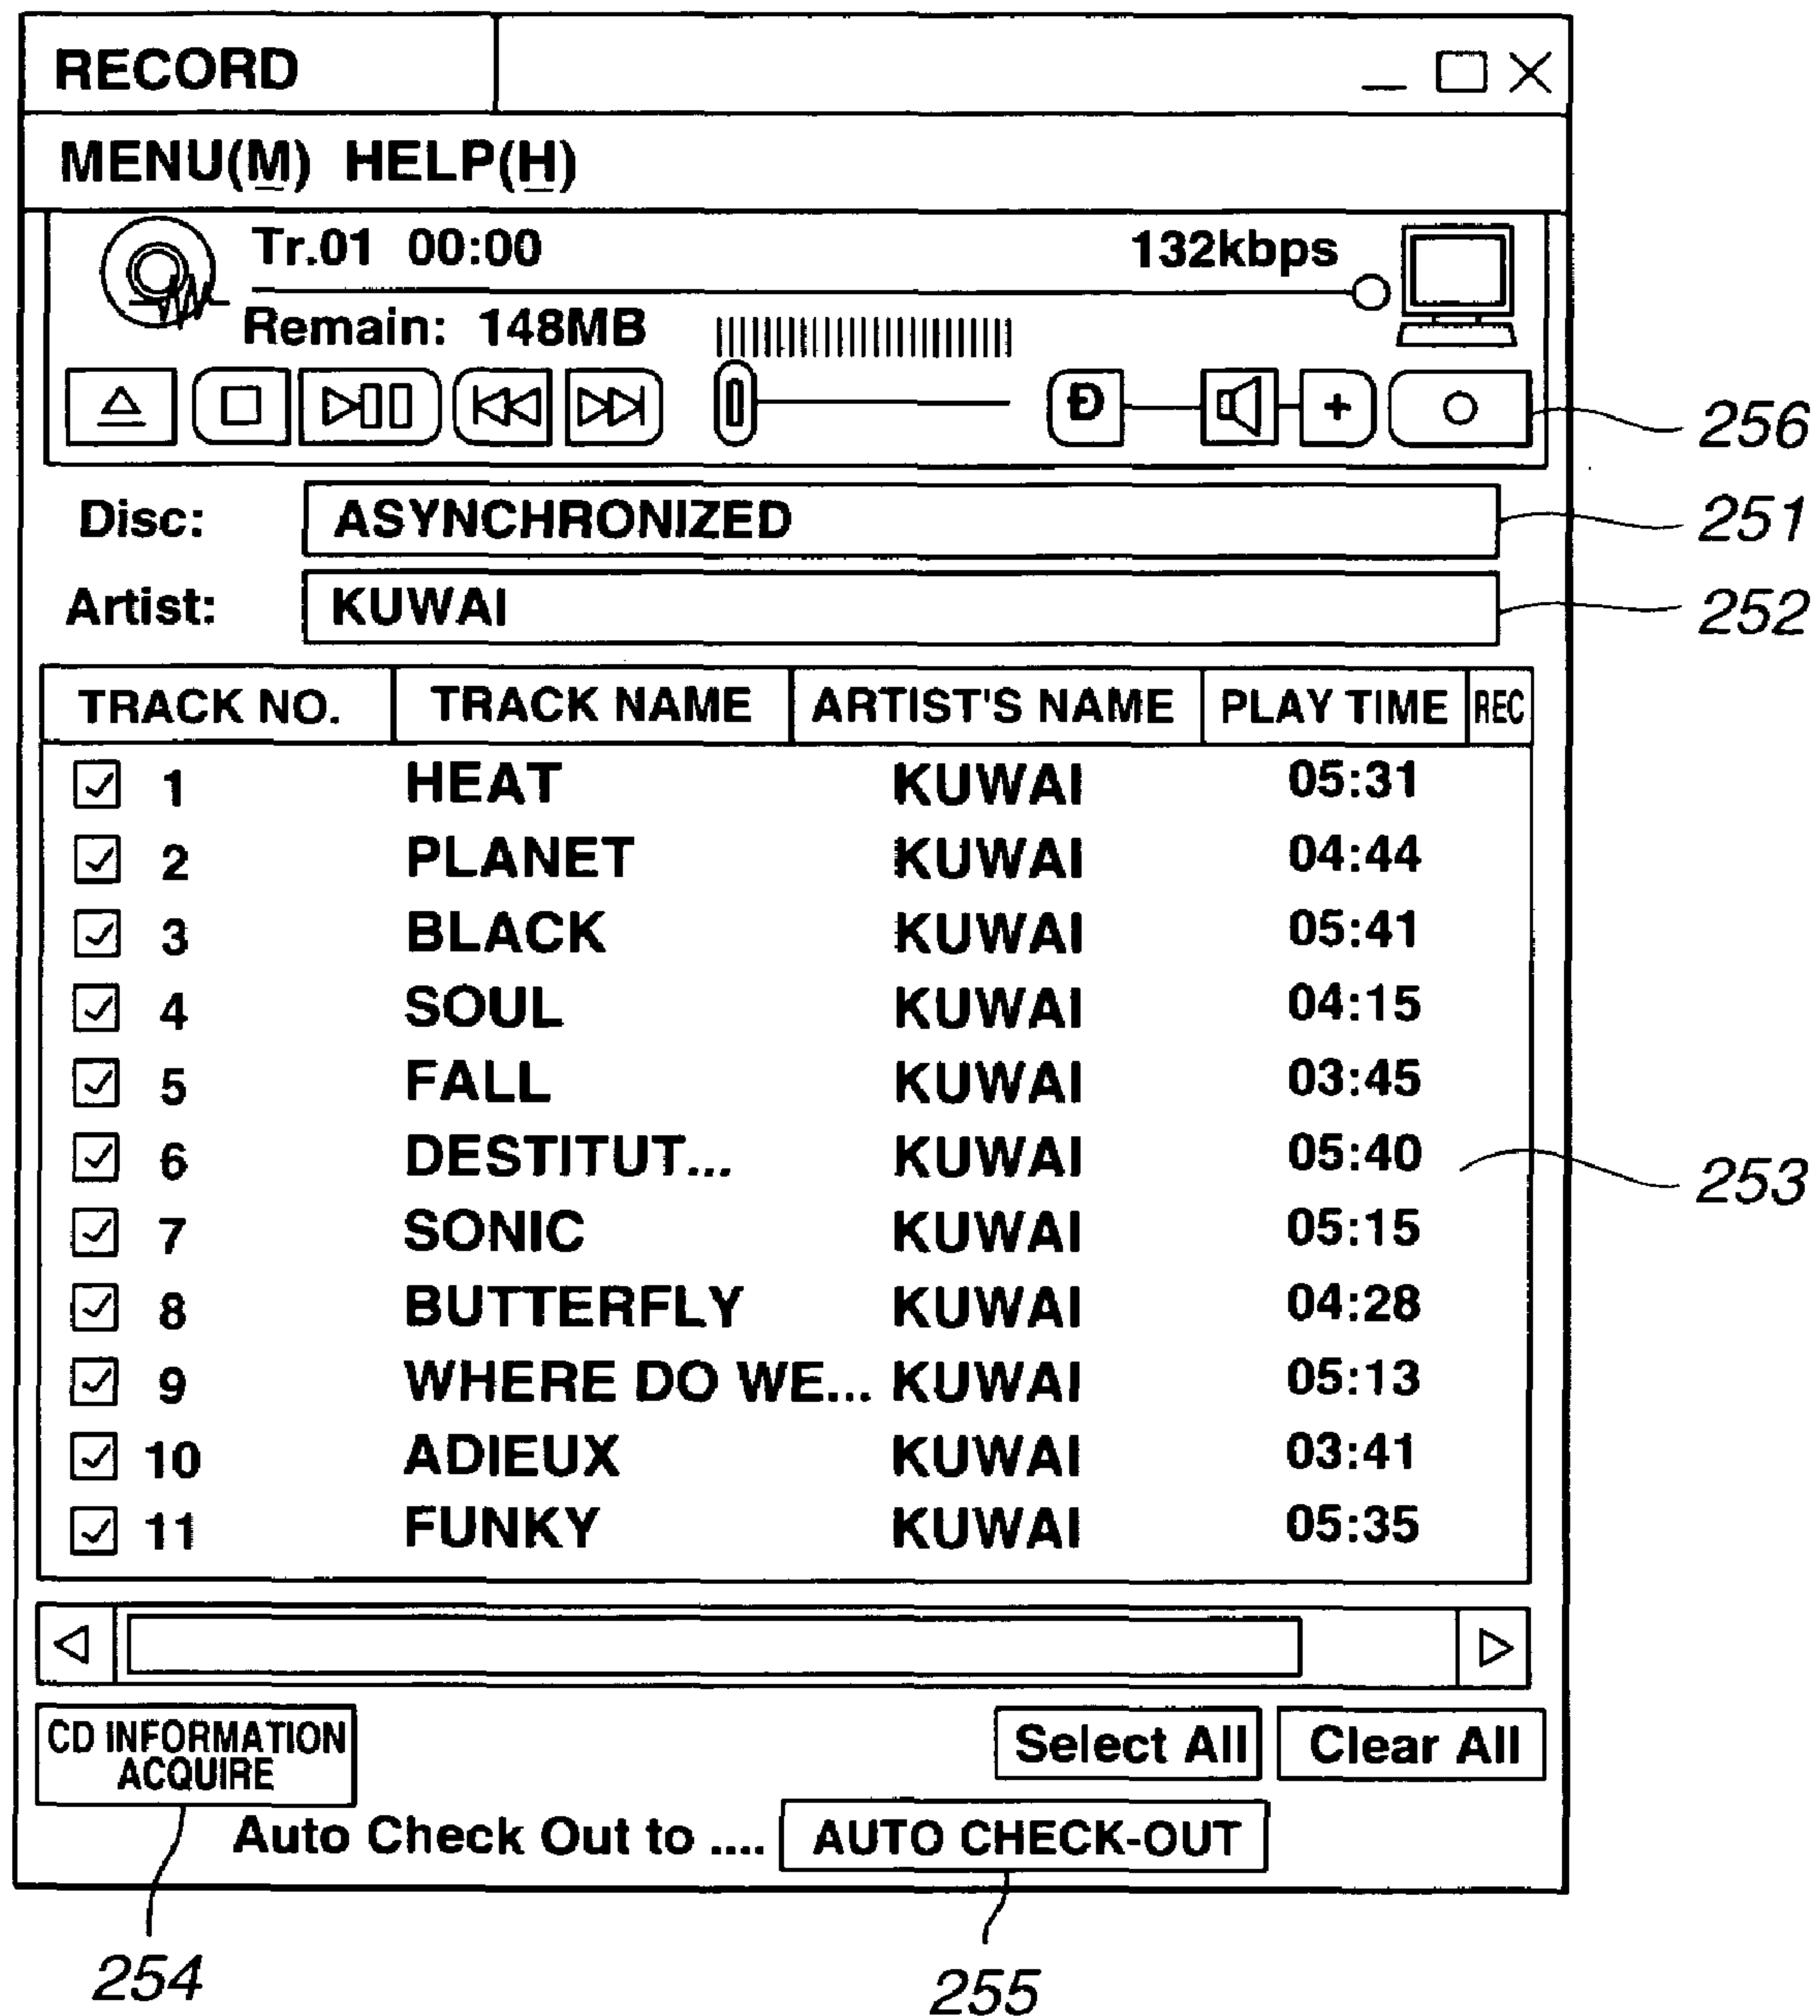 RECORD
MENU(M) HELP(H)
Tr.01 00:00 132kbps
Remain: 148MB
Đ +
256
Disc: ASYNCHRONIZED 251
Artist: KUWAI 252
TRACK NO. TRACK NAME ARTIST'S NAME PLAY TIME REC
1 HEAT KUWAI 05:31
2 PLANET KUWAI 04:44
3 BLACK KUWAI 05:41
4 SOUL KUWAI 04:15
5 FALL KUWAI 03:45
6 DESTITUT... KUWAI 05:40
253
7 SONIC KUWAI 05:15
8 BUTTERFLY KUWAI 04:28
9 WHERE DO WE... KUWAI 05:13
10 ADIEUX KUWAI 03:41
11 FUNKY KUWAI 05:35
CD INFORMATION
ACQUIRE
Select All Clear All
Auto Check Out to .... AUTO CHECK-OUT
254 255